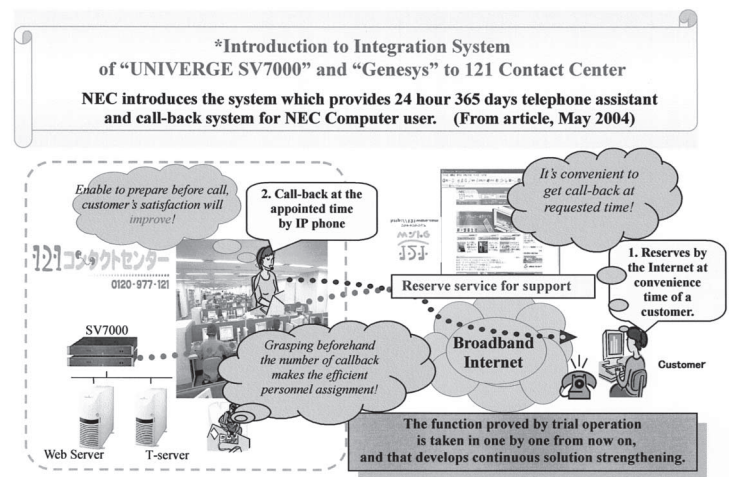 *Introduction to Integration System
of “UNIVERGE SV7000” and “Genesys” to 121 Contact Center
NEC introduces the system which provides 24 hour 365 days telephone assistant
and call-back system for NEC Computer user. (From article, May 2004)
Enable to prepare before call,
customer's satisfaction will
improve!
2. Call-back at the
appointed time
by IP phone
It's convenient to
get call-back at
requested time!
121コンタクトセンター
0120-977-121
121
Reserve service for support
1. Reserves by
the Internet at
convenience
time of a
customer.
SV7000
Grasping beforehand
the number of callback
makes the efficient
personnel assignment!
Broadband
Internet
Customer
Web Server
T-server
The function proved by trial operation
is taken in one by one from now on,
and that develops continuous solution strengthening.